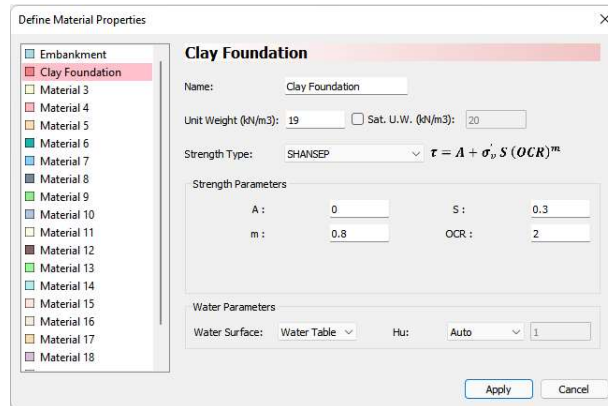 Define Material Properties
Embankment
Clay Foundation
Material 3
Material 4
Material 5
Material 6
Material 7
Material 8
Material 9
Material 10
Material 11
Material 12
Material 13
Material 14
Material 15
Material 16
Material 17
Material 18
Clay Foundation
Name: Clay Foundation
Unit Weight (kN/m3): 19 Sat. U.W. (kN/m3): 20
Strength Type: SHANSEP τ = A + σ'ᵥ S (OCR)ᵐ
Strength Parameters
A : 0 S : 0.3
m : 0.8 OCR : 2
Water Parameters
Water Surface: Water Table Hu: Auto 1
Apply Cancel